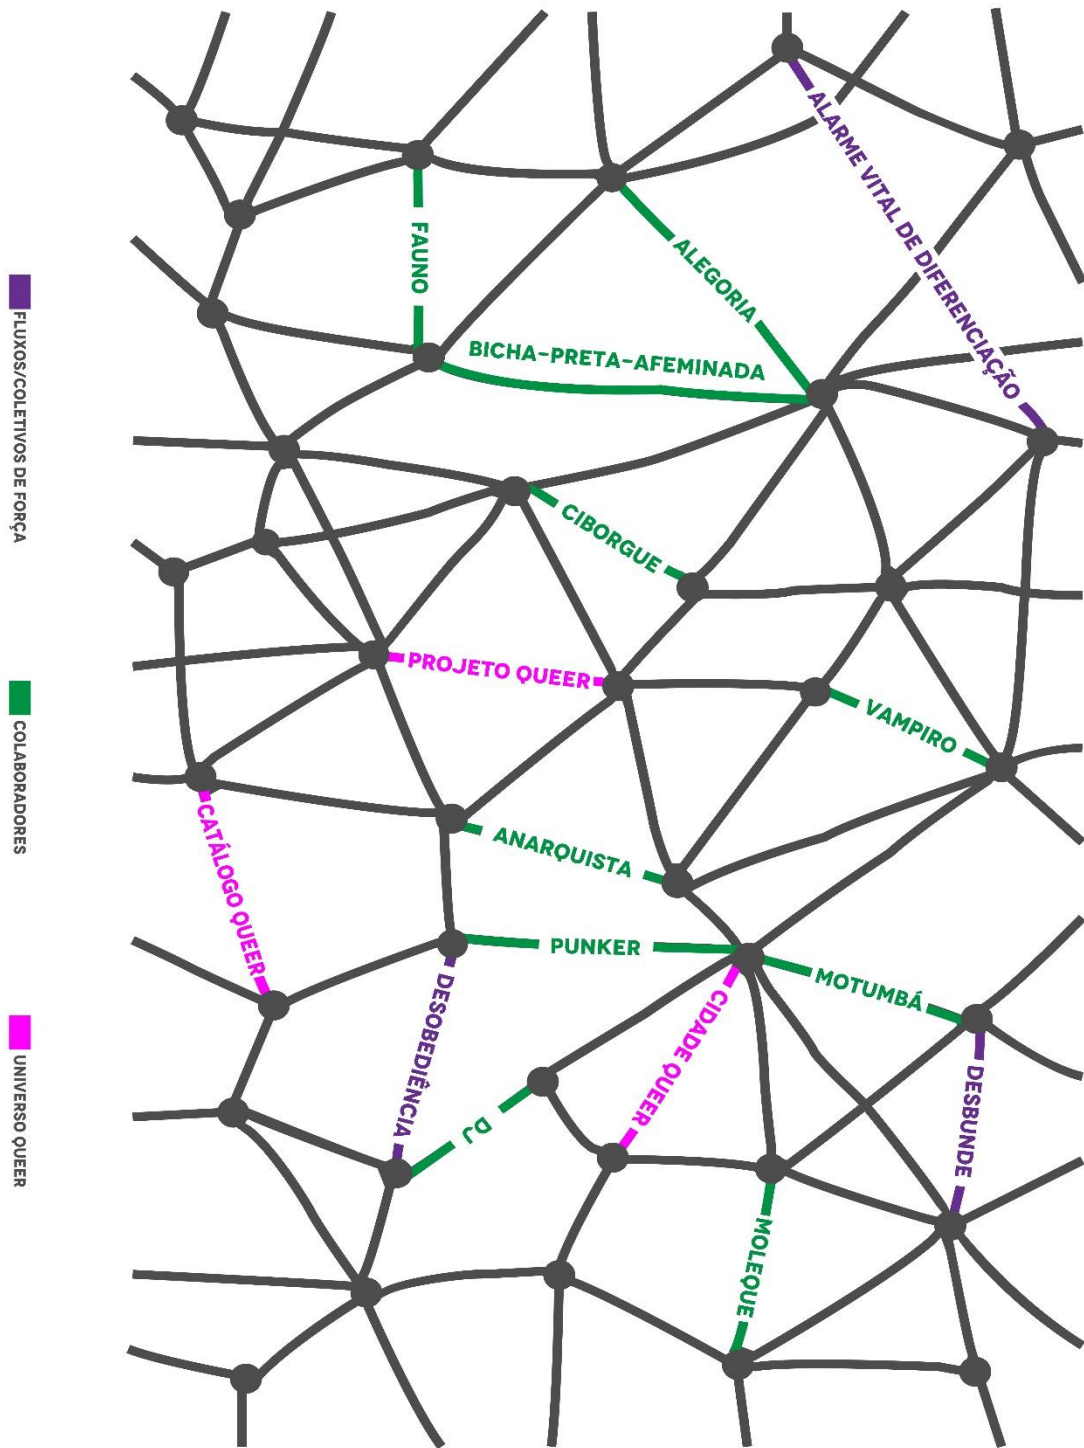 ALARME VITAL DE DIFERENCIAÇÃO
FAUNO
ALEGORIA
BICHA-PRETA-AFEMINADA
CIBORGUE
PROJETO QUEER
VAMPIRO
CATÁLOGO QUEER
ANARQUISTA
PUNKER
MOTUMBÁ
DESOBEDIÊNCIA
CIDADE QUEER
DJ
DESBUNDE
MOLEQUE
FLUXOS/COLETIVOS DE FORÇA
/
COLABORADORES
UNIVERSO QUEER